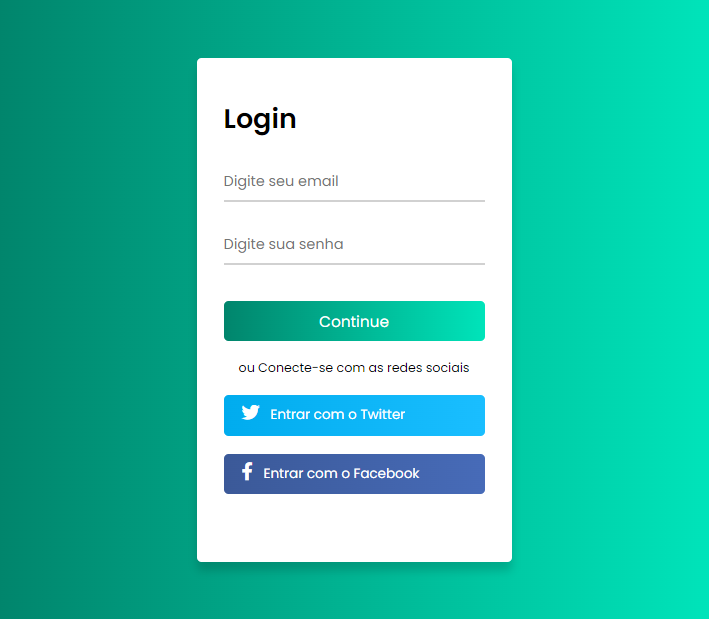 Login
Digite seu email
Digite sua senha
Continue
ou Conecte-se com as redes sociais
Entrar com o Twitter
Entrar com o Facebook